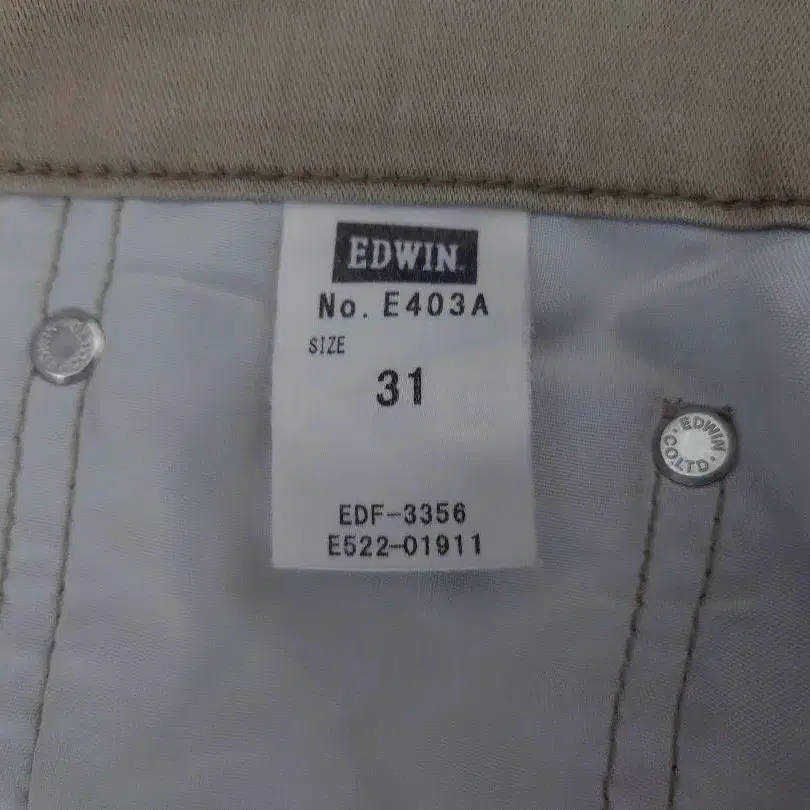 EDWIN.
No. E403A
SIZE
31
EDF-3356
E522-01911
EDWIN
CO.LTD.